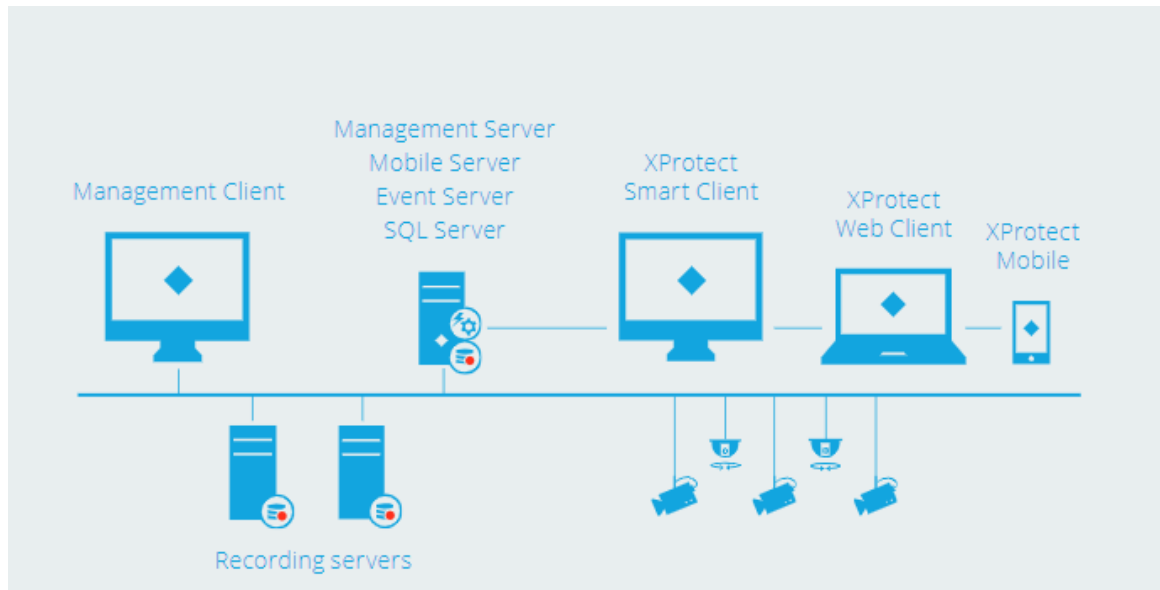 Management Client
Management Server
Mobile Server
Event Server
SQL Server
XProtect
Smart Client
XProtect
Web Client
XProtect
Mobile
Recording servers